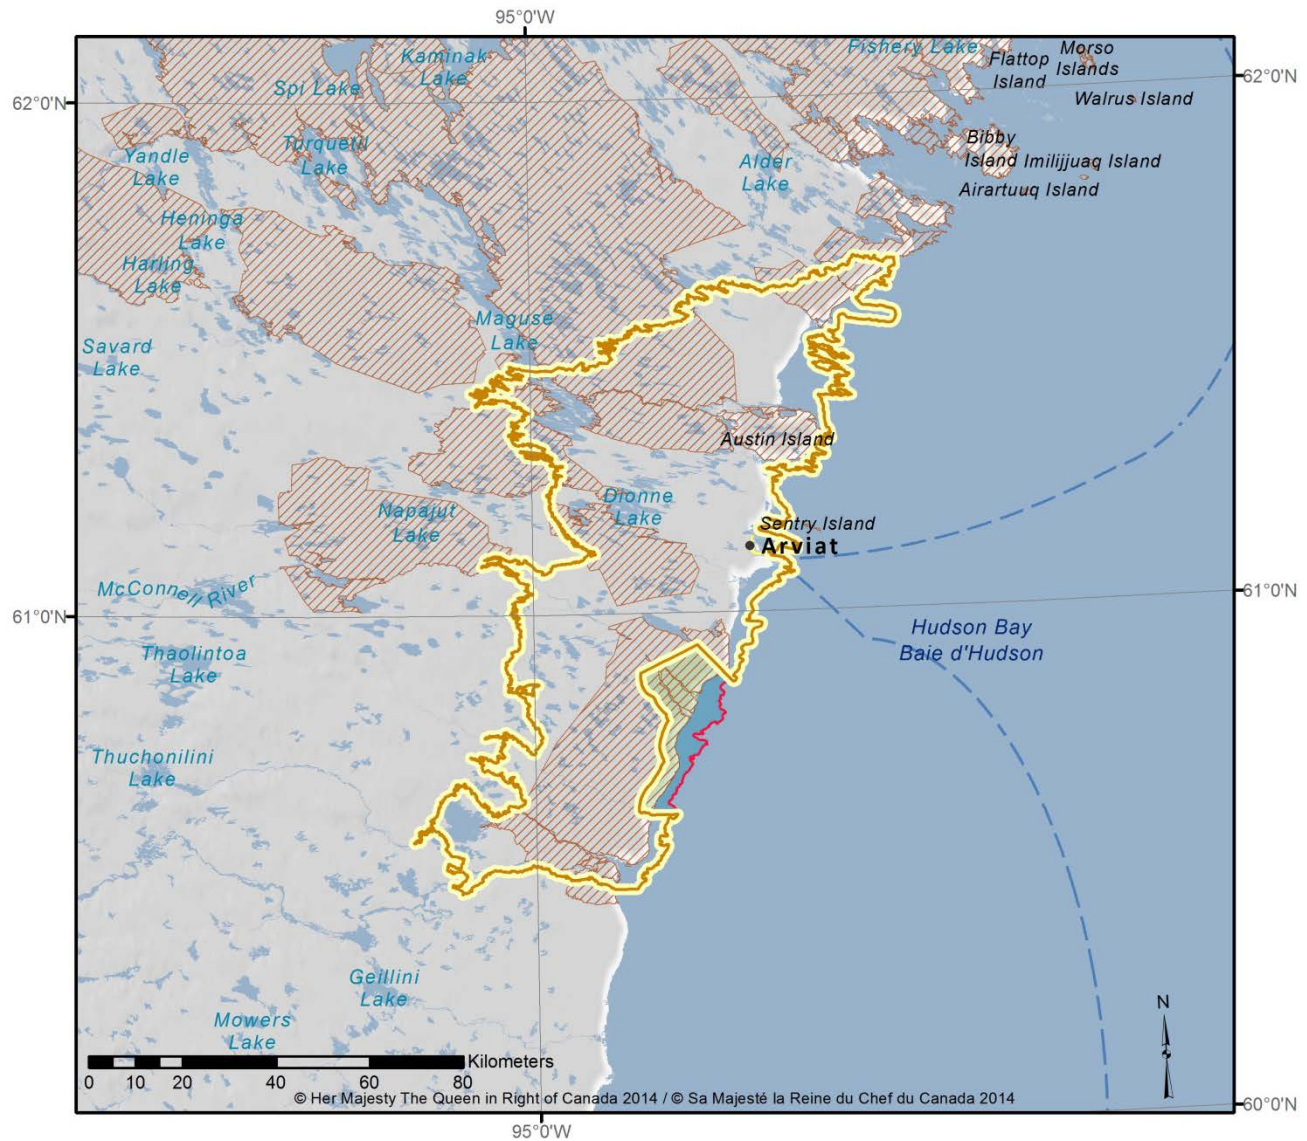 95°0'W
Fishery Lake
Morso
Islands
Flattop
Island
Kaminak
Lake
Spi Lake
62°0'N
62°0'N
Walrus Island
Turquetil
Lake
Bibby
Island
Imilijjuaq Island
Yandle
Lake
Alder
Lake
Airartuuq Island
Heninga
Lake
Harling
Lake
Maguse
Lake
Savard
Lake
Austin Island
Napajut
Lake
Dionne
Lake
Sentry Island
Arviat
McConnell River
61°0'N
61°0'N
Hudson Bay
Baie d'Hudson
Thaolintoa
Lake
Thuchonilini
Lake
Geillini
Lake
Mowers
Lake
N
Kilometers
0 10 20 40 60 80
© Her Majesty The Queen in Right of Canada 2014 / © Sa Majesté la Reine du Chef du Canada 2014
60°0'N
95°0'W